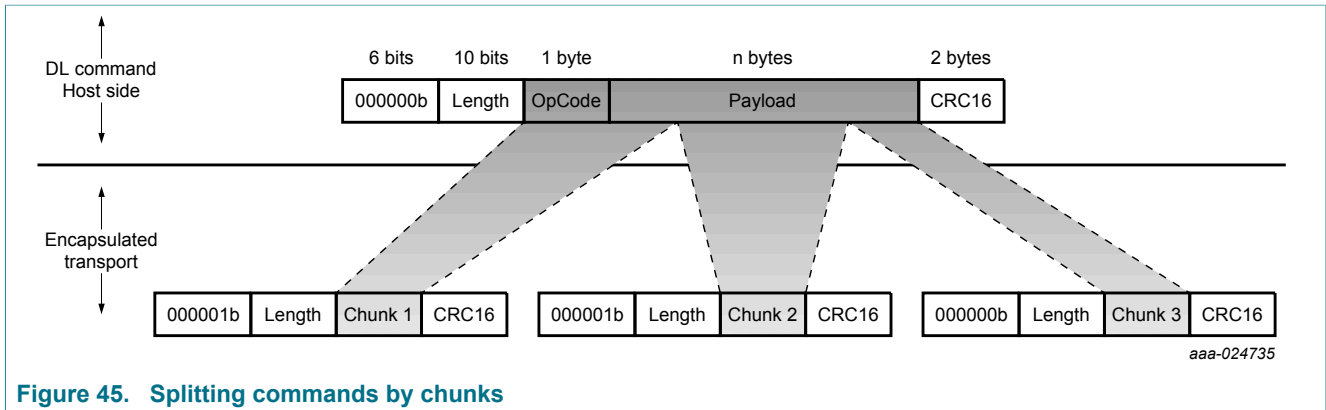 6 bits 10 bits 1 byte n bytes 2 bytes
DL command
Host side
000000b Length OpCode Payload CRC16
Encapsulated
transport
000001b Length Chunk 1 CRC16 000001b Length Chunk 2 CRC16 000000b Length Chunk 3 CRC16
aaa-024735
Figure 45. Splitting commands by chunks